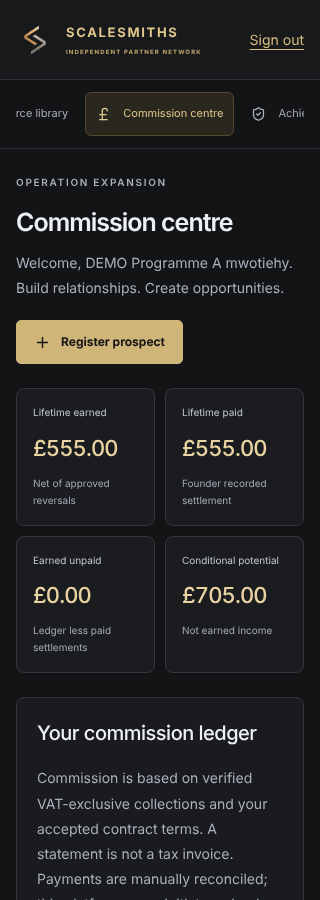 SCALESMITHS
INDEPENDENT PARTNER NETWORK
Sign out
rce library
£ Commission centre
Achie
OPERATION EXPANSION
Commission centre
Welcome, DEMO Programme A mwotiehy.
Build relationships. Create opportunities.
+ Register prospect
Lifetime earned
£555.00
Net of approved
reversals
Lifetime paid
£555.00
Founder recorded
settlement
Earned unpaid
£0.00
Ledger less paid
settlements
Conditional potential
£705.00
Not earned income
Your commission ledger
Commission is based on verified
VAT-exclusive collections and your
accepted contract terms. A
statement is not a tax invoice.
Payments are manually reconciled;